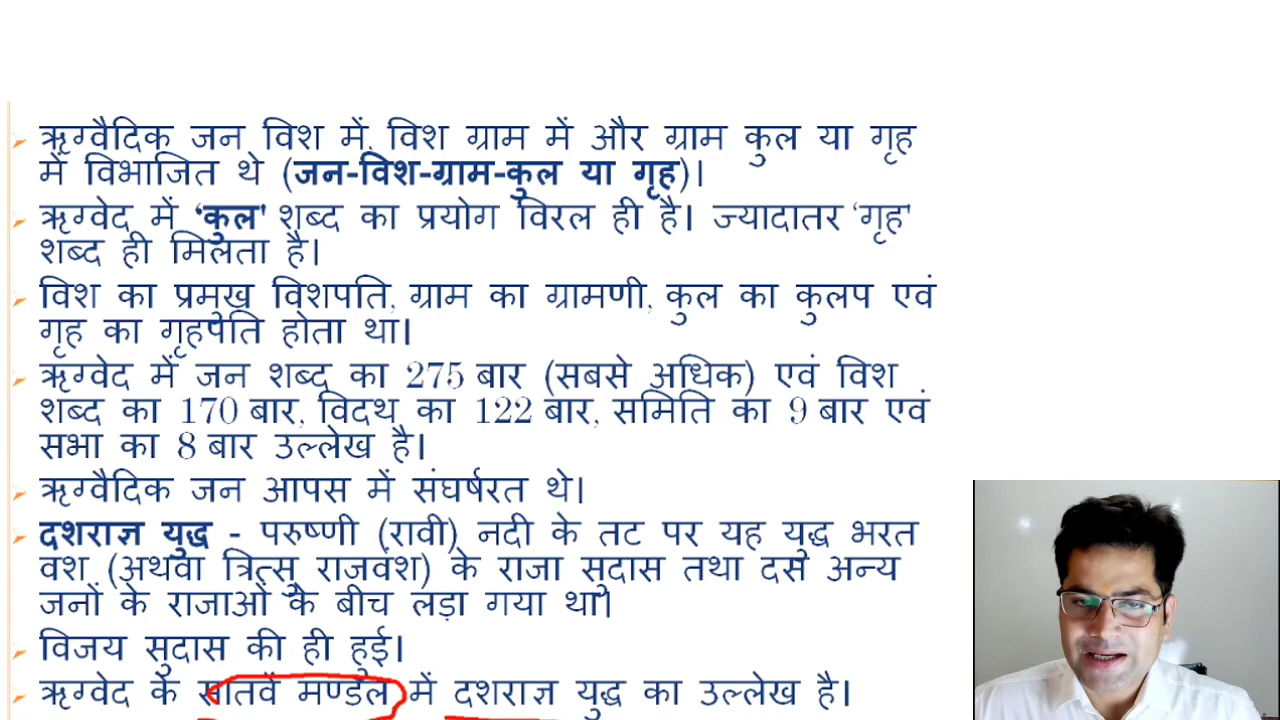 ऋग्वैदिक जन विश में, विश ग्राम में और ग्राम कुल या गृह
में विभाजित थे (जन-विश-ग्राम-कुल या गृह)।
ऋग्वेद में ‘कुल' शब्द का प्रयोग विरल ही है। ज्यादातर ‘गृह'
शब्द ही मिलता है।
विश का प्रमुख विशपति, ग्राम का ग्रामणी, कुल का कुलप एवं
गृह का गृहपति होता था।
ऋग्वेद में जन शब्द का 275 बार (सबसे अधिक) एवं विश
शब्द का 170 बार, विदथ का 122 बार, समिति का 9 बार एवं
सभा का 8 बार उल्लेख है।
ऋग्वैदिक जन आपस में संघर्षरत थे।
दशराज्ञ युद्ध - परुष्णी (रावी) नदी के तट पर यह युद्ध भरत
वंश (अथवा त्रित्सु राजवंश) के राजा सुदास तथा दस अन्य
जनों के राजाओं के बीच लड़ा गया था।
विजय सुदास की ही हुई।
ऋग्वेद के सातवें मण्डल में दशराज्ञ युद्ध का उल्लेख है।